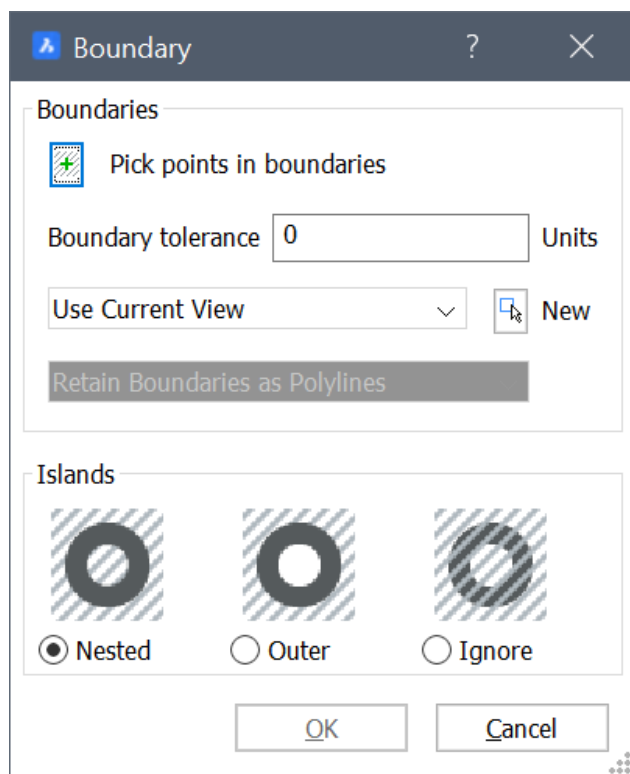 Boundary ?
Boundaries
Pick points in boundaries
Boundary tolerance 0 Units
Use Current View New
Retain Boundaries as Polylines
Islands
Nested Outer Ignore
OK Cancel